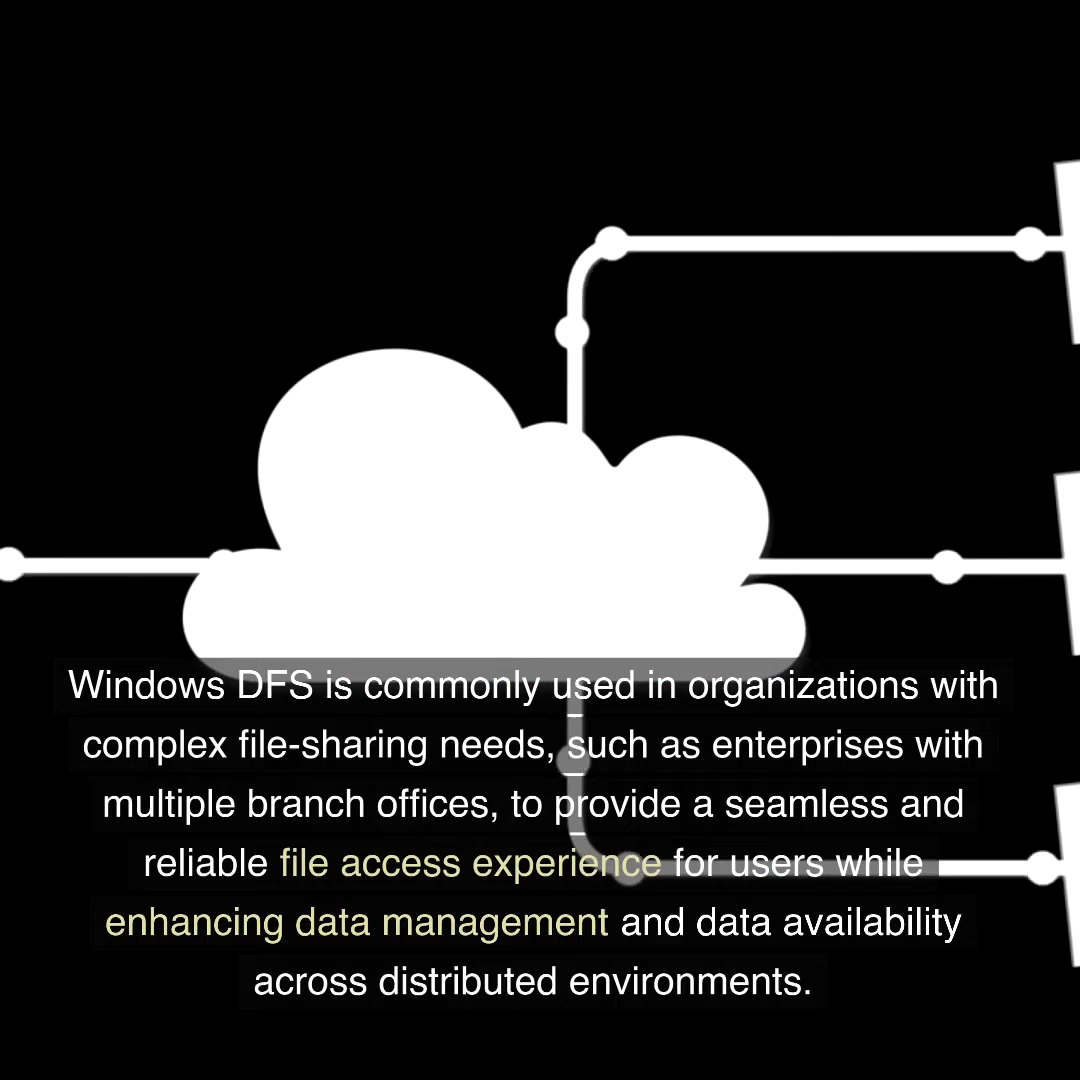 Windows DFS is commonly used in organizations with
complex file-sharing needs, such as enterprises with
multiple branch offices, to provide a seamless and
reliable file access experience for users while
enhancing data management and data availability
across distributed environments.